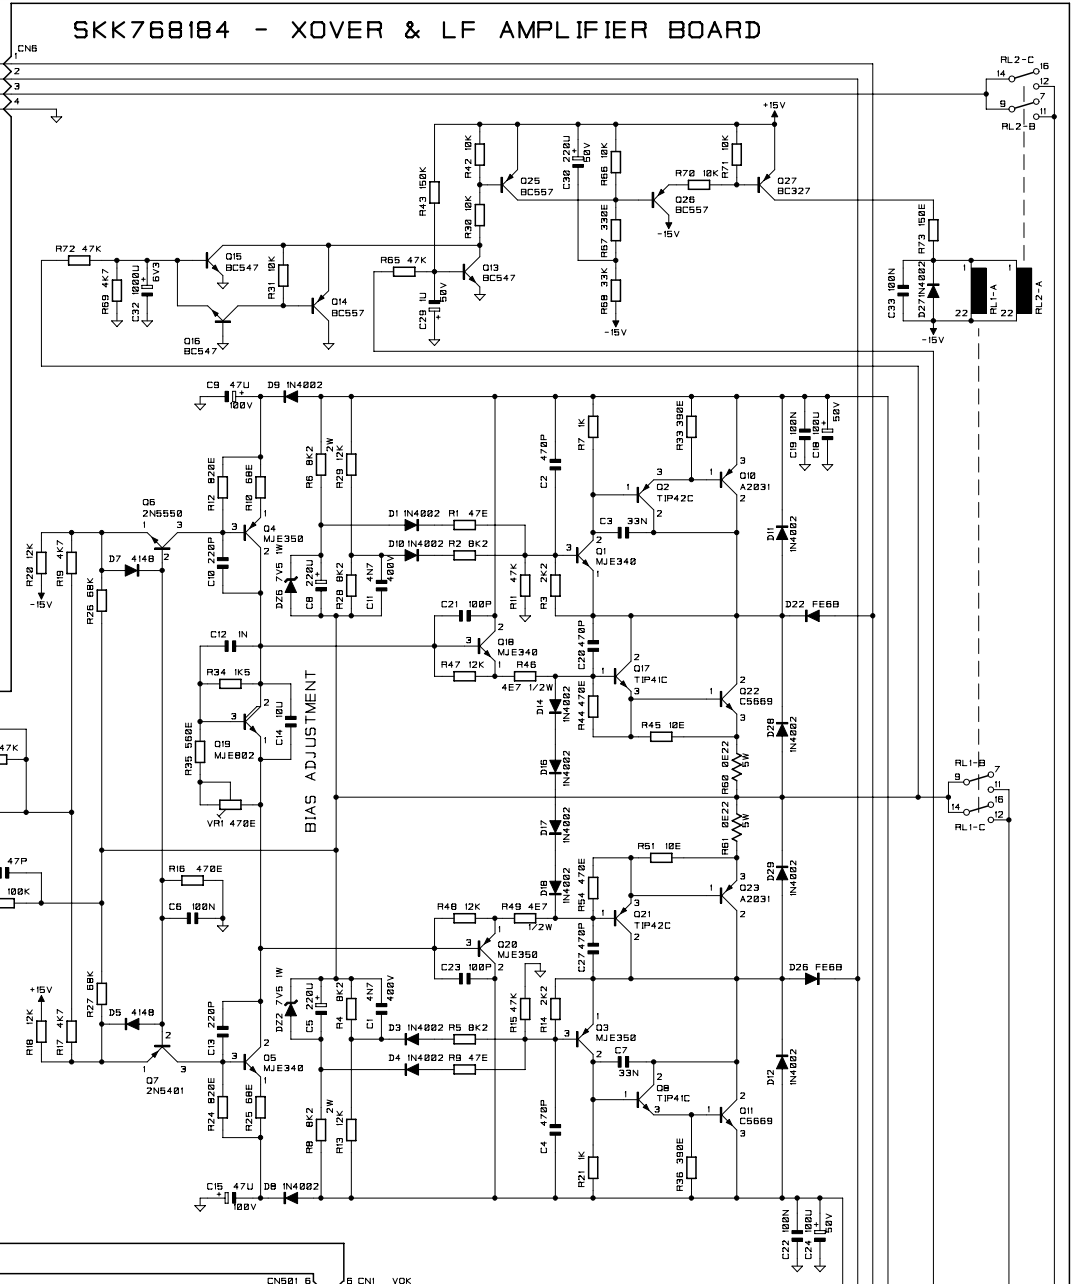 SKK768184 - XOVER & LF AMPLIFIER BOARD
CN6
1
2
3
4
RL2-C
14
16
12
9
7
11
RL2-B
+15V
R42 10K
Q25
BC557
C30 220U
50V
R66 10K
R70 10K
R71 10K
Q27
BC327
R43 150K
R30 10K
R67 330E
Q26
BC557
-15V
R73 150E
R72 47K
Q15
BC547
R31 10K
R65 47K
Q13
BC547
R69 4K7
C32 1000U
6V3
Q14
BC557
C29 1U
50V
R68 33K
-15V
C33 100N
D27 1N4002
1
22
RL1-A
1
22
RL2-A
-15V
Q16
BC547
C9 47U
100V
D9 1N4002
R6 8K2
2W
R29 12K
C2 470P
R7 1K
R33 390E
C19 100N
C18 100U
50V
R12 820E
R10 68E
Q2
TIP42C
Q10
A2031
Q6
2N5550
D1 1N4002
R1 47E
C3 33N
D11
1N4002
Q4
MJE350
D10 1N4002
R2 8K2
Q1
MJE340
R20 12K
R19 4K7
D7 4148
C10 220P
DZ6 7V5 1W
C8 220U
R28 8K2
C11 4N7
400V
R11 47K
R3 2K2
-15V
R26 68K
C21 100P
D22 FE6B
C12 1N
Q18
MJE340
C20 470P
Q17
TIP41C
R34 1K5
R47 12K
R46
4E7 1/2W
Q22
C5669
C14 10U
D14
1N4002
R44 470E
R45 10E
D28
1N4002
Q19
MJE802
R35 560E
BIAS ADJUSTMENT
D16
1N4002
R60 0E22
5W
RL1-B
9
7
11
14
16
12
RL1-C
VR1 470E
D17
1N4002
R61 0E22
5W
47K
47P
100K
R16 470E
D18
1N4002
R51 10E
R54 470E
D29
1N4002
Q23
A2031
C6 100N
R48 12K
R49 4E7
1/2W
Q21
TIP42C
Q20
MJE350
C27 470P
C23 100P
D26 FE6B
+15V
R27 68K
DZ2 7V5 1W
C5 220U
R4 8K2
C1 4N7
400V
R15 47K
R14 2K2
R18 12K
R17 4K7
D5 4148
C13 220P
D3 1N4002
R5 8K2
Q3
MJE350
C7
33N
Q5
MJE340
D4 1N4002
R9 47E
D12
1N4002
Q7
2N5401
Q8
TIP41C
Q11
C5669
R24 820E
R25 68E
R8 8K2
2W
R13 12K
C4 470P
R21 1K
R36 390E
C15 47U
100V
D8 1N4002
C22 100N
C24 100U
50V
CN501 6
6 CN1 VOK